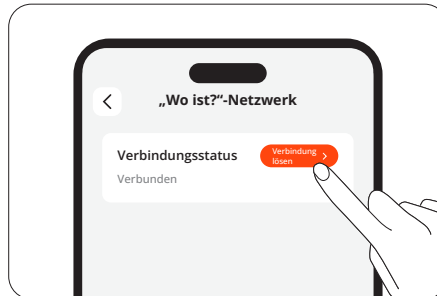 „Wo ist?“-Netzwerk
Verbindungsstatus
Verbindung
lösen
Verbunden